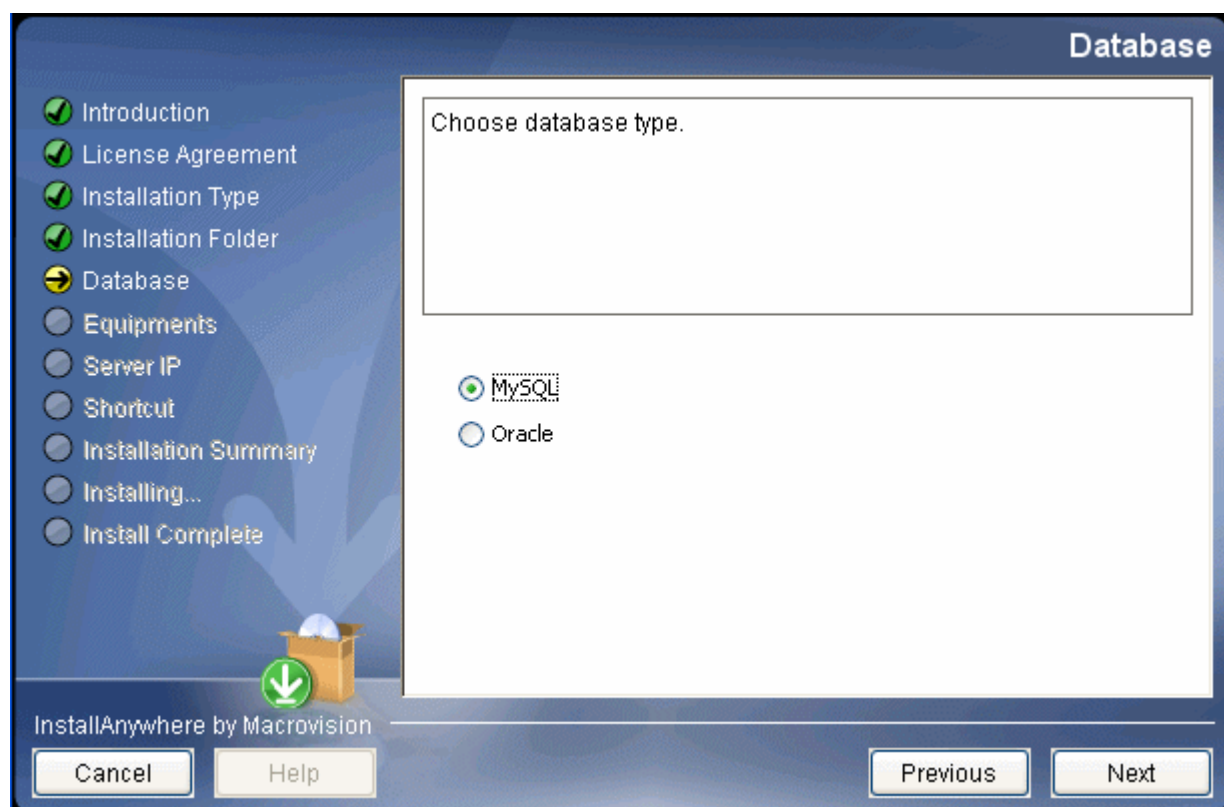 Database
Introduction
License Agreement
Installation Type
Installation Folder
Database
Equipments
Server IP
Shortcut
Installation Summary
Installing...
Install Complete
Choose database type.
MySQL
Oracle
InstallAnywhere by Macrovision
Cancel
Help
Previous
Next